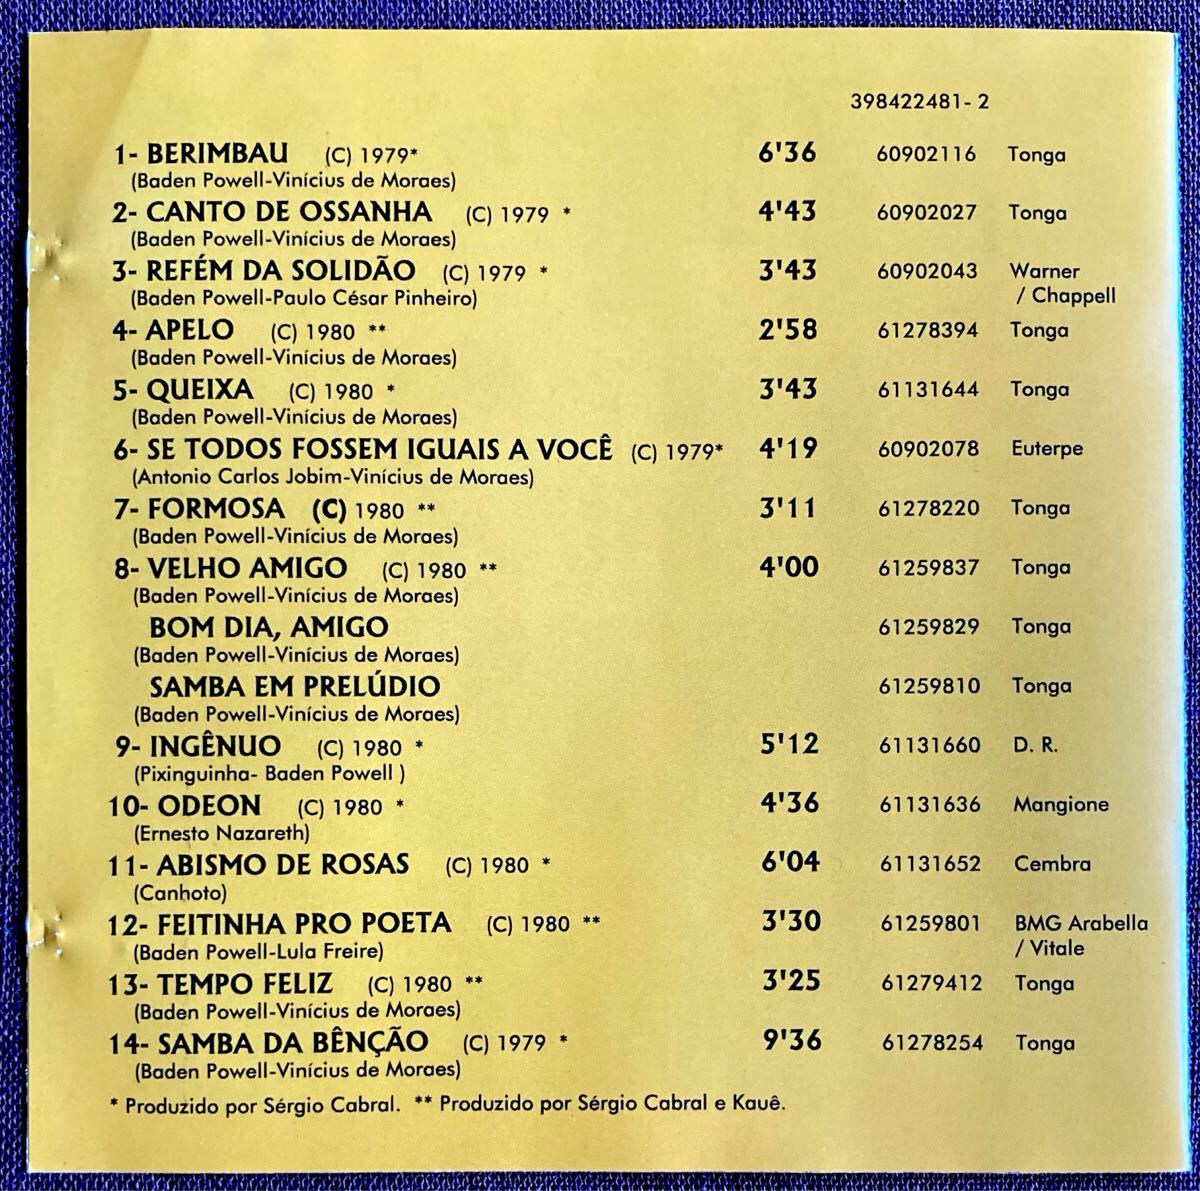 398422481-2
1- BERIMBAU (C) 1979* 6'36 60902116 Tonga
(Baden Powell-Vinícius de Moraes)
2- CANTO DE OSSANHA (C) 1979 * 4'43 60902027 Tonga
(Baden Powell-Vinícius de Moraes)
3- REFÉM DA SOLIDÃO (C) 1979 * 3'43 60902043 Warner
(Baden Powell-Paulo César Pinheiro) / Chappell
4- APELO (C) 1980 ** 2'58 61278394 Tonga
(Baden Powell-Vinícius de Moraes)
5- QUEIXA (C) 1980 * 3'43 61131644 Tonga
(Baden Powell-Vinícius de Moraes)
6- SE TODOS FOSSEM IGUAIS A VOCÊ (C) 1979* 4'19 60902078 Euterpe
(Antonio Carlos Jobim-Vinícius de Moraes)
7- FORMOSA (C) 1980 ** 3'11 61278220 Tonga
(Baden Powell-Vinícius de Moraes)
8- VELHO AMIGO (C) 1980 ** 4'00 61259837 Tonga
(Baden Powell-Vinícius de Moraes)
BOM DIA, AMIGO 61259829 Tonga
(Baden Powell-Vinícius de Moraes)
SAMBA EM PRELÚDIO 61259810 Tonga
(Baden Powell-Vinícius de Moraes)
9- INGÊNUO (C) 1980 * 5'12 61131660 D. R.
(Pixinguinha- Baden Powell )
10- ODEON (C) 1980 * 4'36 61131636 Mangione
(Ernesto Nazareth)
11- ABISMO DE ROSAS (C) 1980 * 6'04 61131652 Cembra
(Canhoto)
12- FEITINHA PRO POETA (C) 1980 ** 3'30 61259801 BMG Arabella
(Baden Powell-Lula Freire) / Vitale
13- TEMPO FELIZ (C) 1980 ** 3'25 61279412 Tonga
(Baden Powell-Vinícius de Moraes)
14- SAMBA DA BÊNÇÃO (C) 1979 * 9'36 61278254 Tonga
(Baden Powell-Vinícius de Moraes)
* Produzido por Sérgio Cabral. ** Produzido por Sérgio Cabral e Kauê.